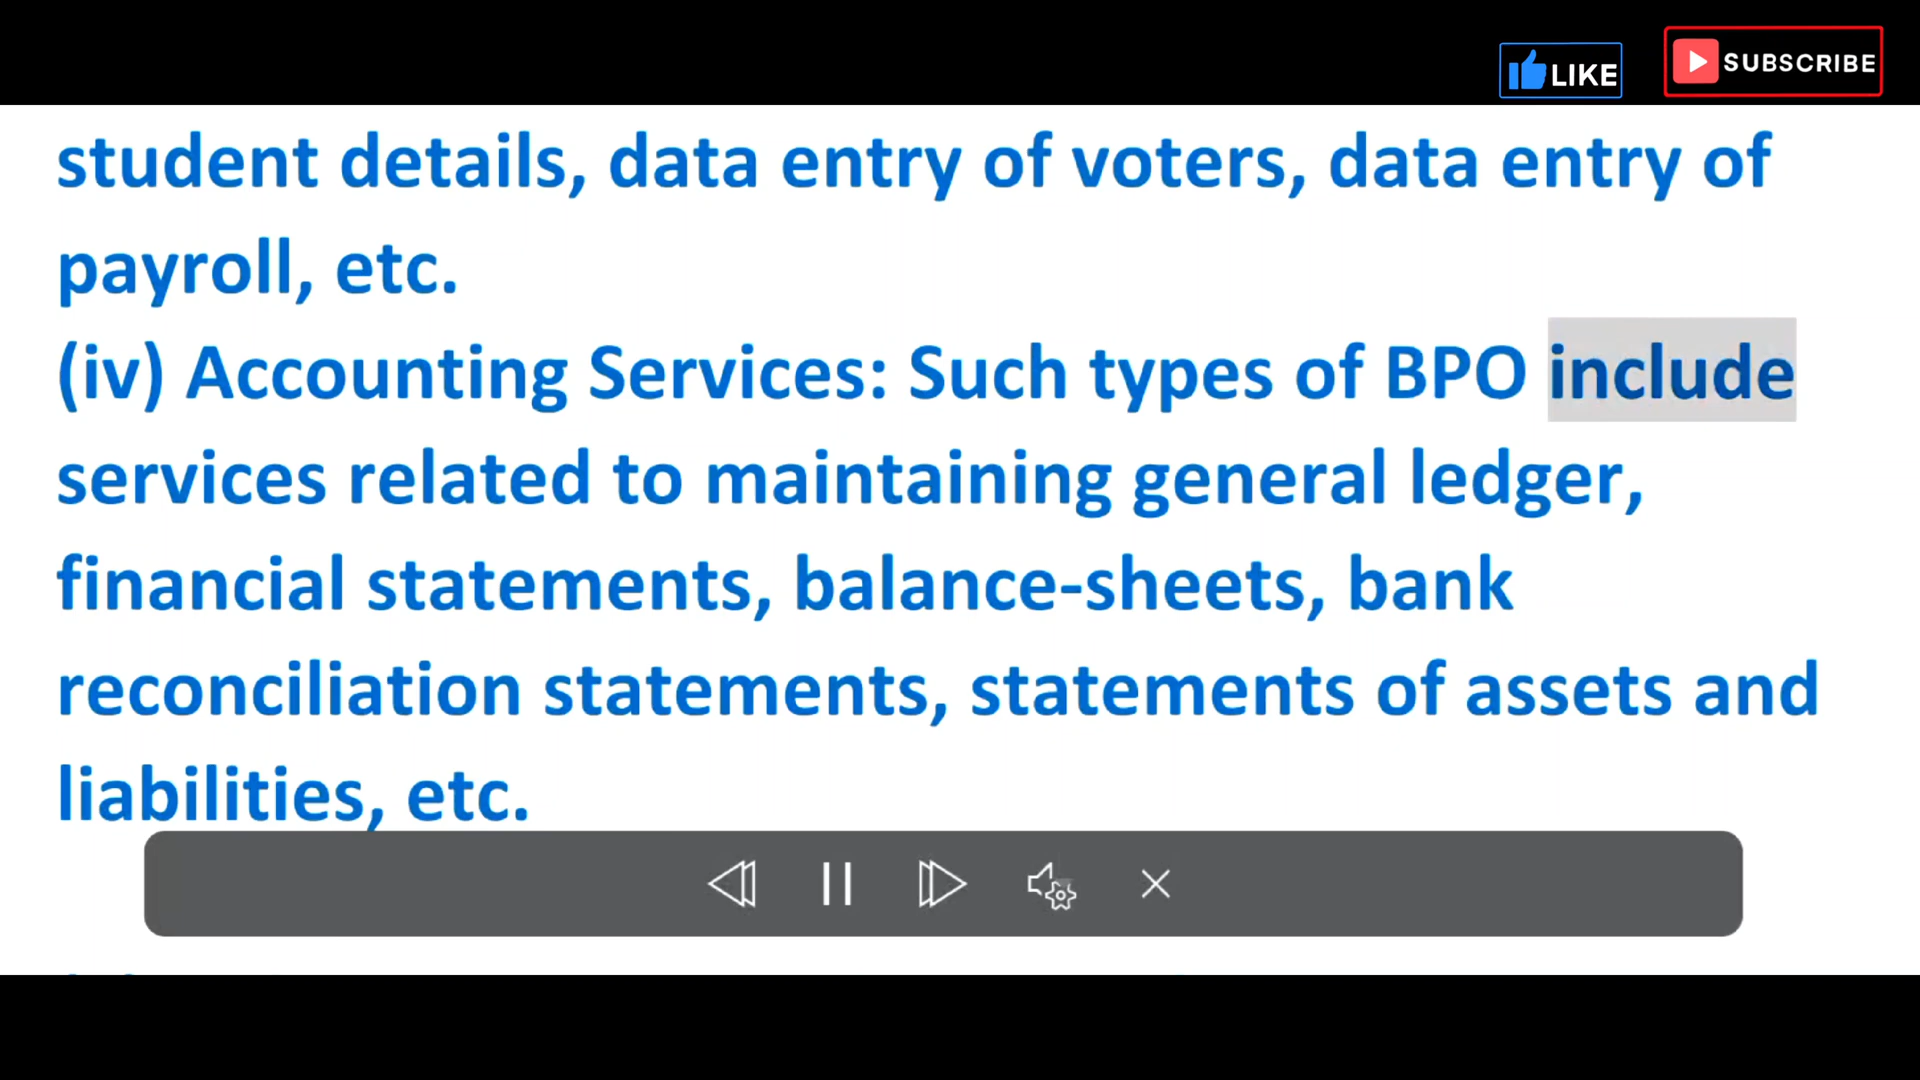 LIKE
SUBSCRIBE
student details, data entry of voters, data entry of
payroll, etc.
(iv) Accounting Services: Such types of BPO include
services related to maintaining general ledger,
financial statements, balance-sheets, bank
reconciliation statements, statements of assets and
liabilities, etc.